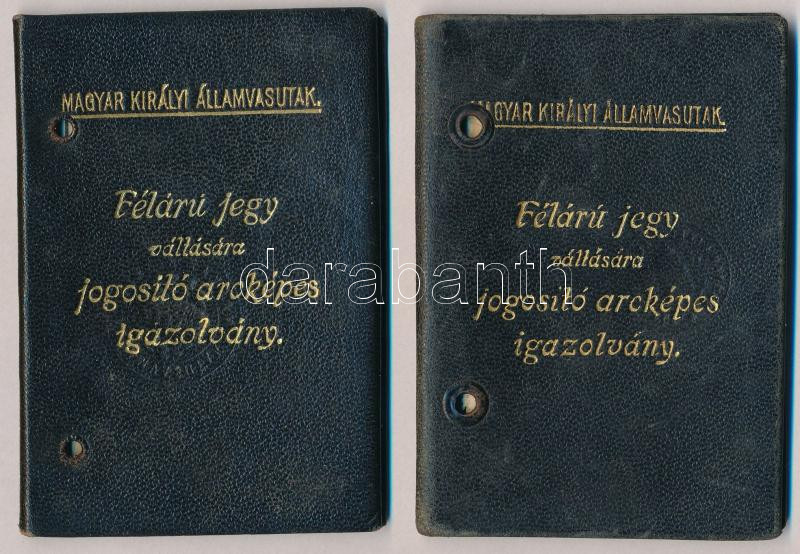 MAGYAR KIRÁLYI ÁLLAMVASUTAK.
Félárú jegy
váltására
jogosító arcképes
igazolvány.
MAGYAR KIRÁLYI ÁLLAMVASUTAK.
Félárú jegy
váltására
jogosító arcképes
igazolvány.
darabanth